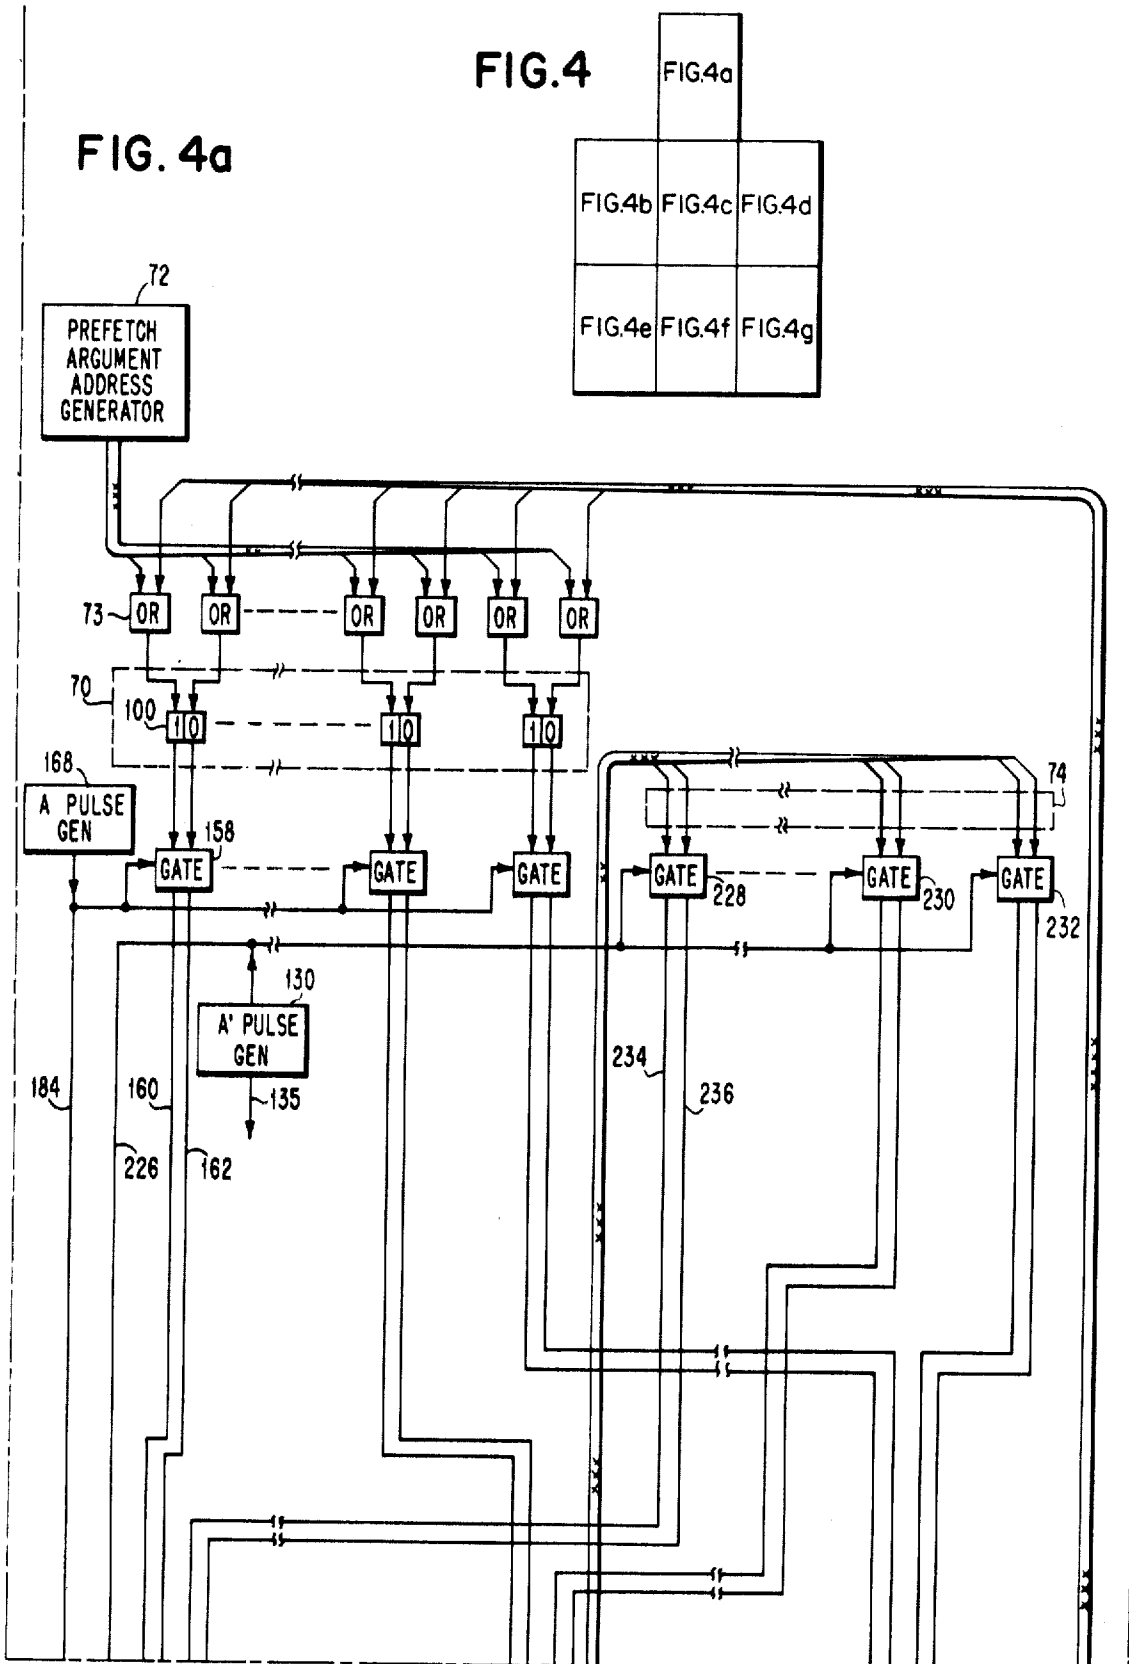 FIG.4
FIG.4a
FIG. 4a
FIG.4b FIG.4c FIG.4d
FIG.4e FIG.4f FIG.4g
72
PREFETCH
ARGUMENT
ADDRESS
GENERATOR
73 OR OR OR OR OR OR
70
100 1 0 1 0 1 0
168
A PULSE
GEN
74
158
GATE GATE GATE GATE GATE GATE
228 230 232
130
A' PULSE
GEN
184 160 135 234 236
226 162